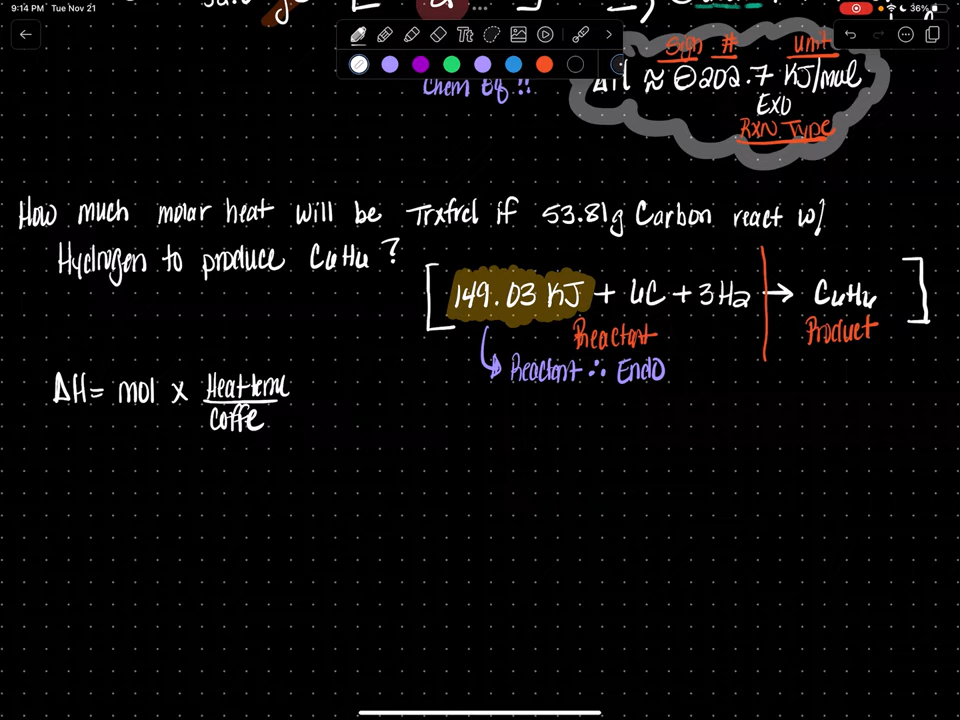 9:14 PM Tue Nov 21
36%
Sign # Unit
ΔH ≈ ⊖202.7 KJ/mol
Chem Eq !!
EXO
RXN Type
How much molar heat will be Trxfrd if 53.81g Carbon react w/
Hydrogen to produce C6H6?
[149.03 KJ + 6C + 3H2 → C6H6]
Reactant Product
Reactant ∴ Endo
ΔH = mol x Heat term
Coffe